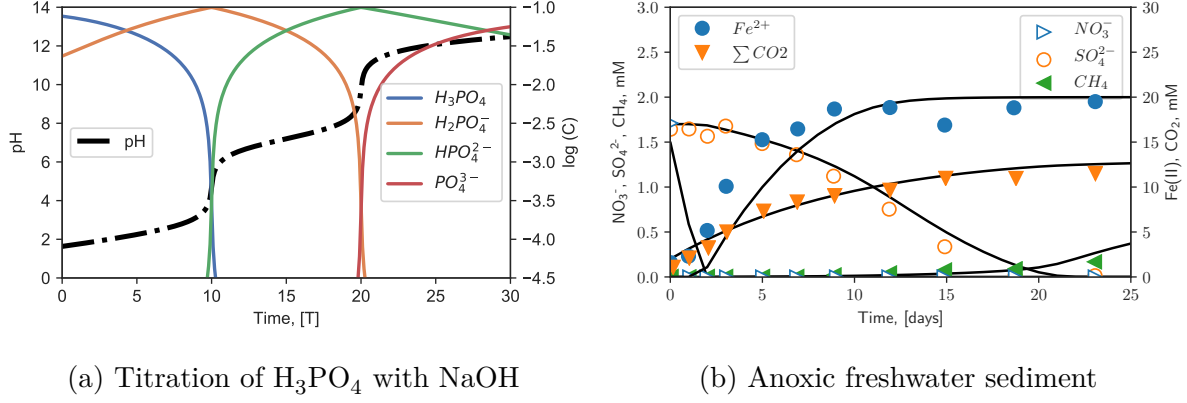 14
12
10
8
6
4
2
0
pH
pH
H₃PO₄
H₂PO₄⁻
HPO₄²⁻
PO₄³⁻
−1.0
−1.5
−2.0
−2.5
−3.0
−3.5
−4.0
−4.5
log (C)
0 5 10 15 20 25 30
Time, [T]
(a) Titration of H₃PO₄ with NaOH
3.0
2.5
2.0
1.5
1.0
0.5
0.0
NO₃⁻, SO₄²⁻, CH₄, mM
Fe²⁺
∑ CO2
NO₃⁻
SO₄²⁻
CH₄
30
25
20
15
10
5
0
Fe(II), CO₂, mM
0 5 10 15 20 25
Time, [days]
(b) Anoxic freshwater sediment